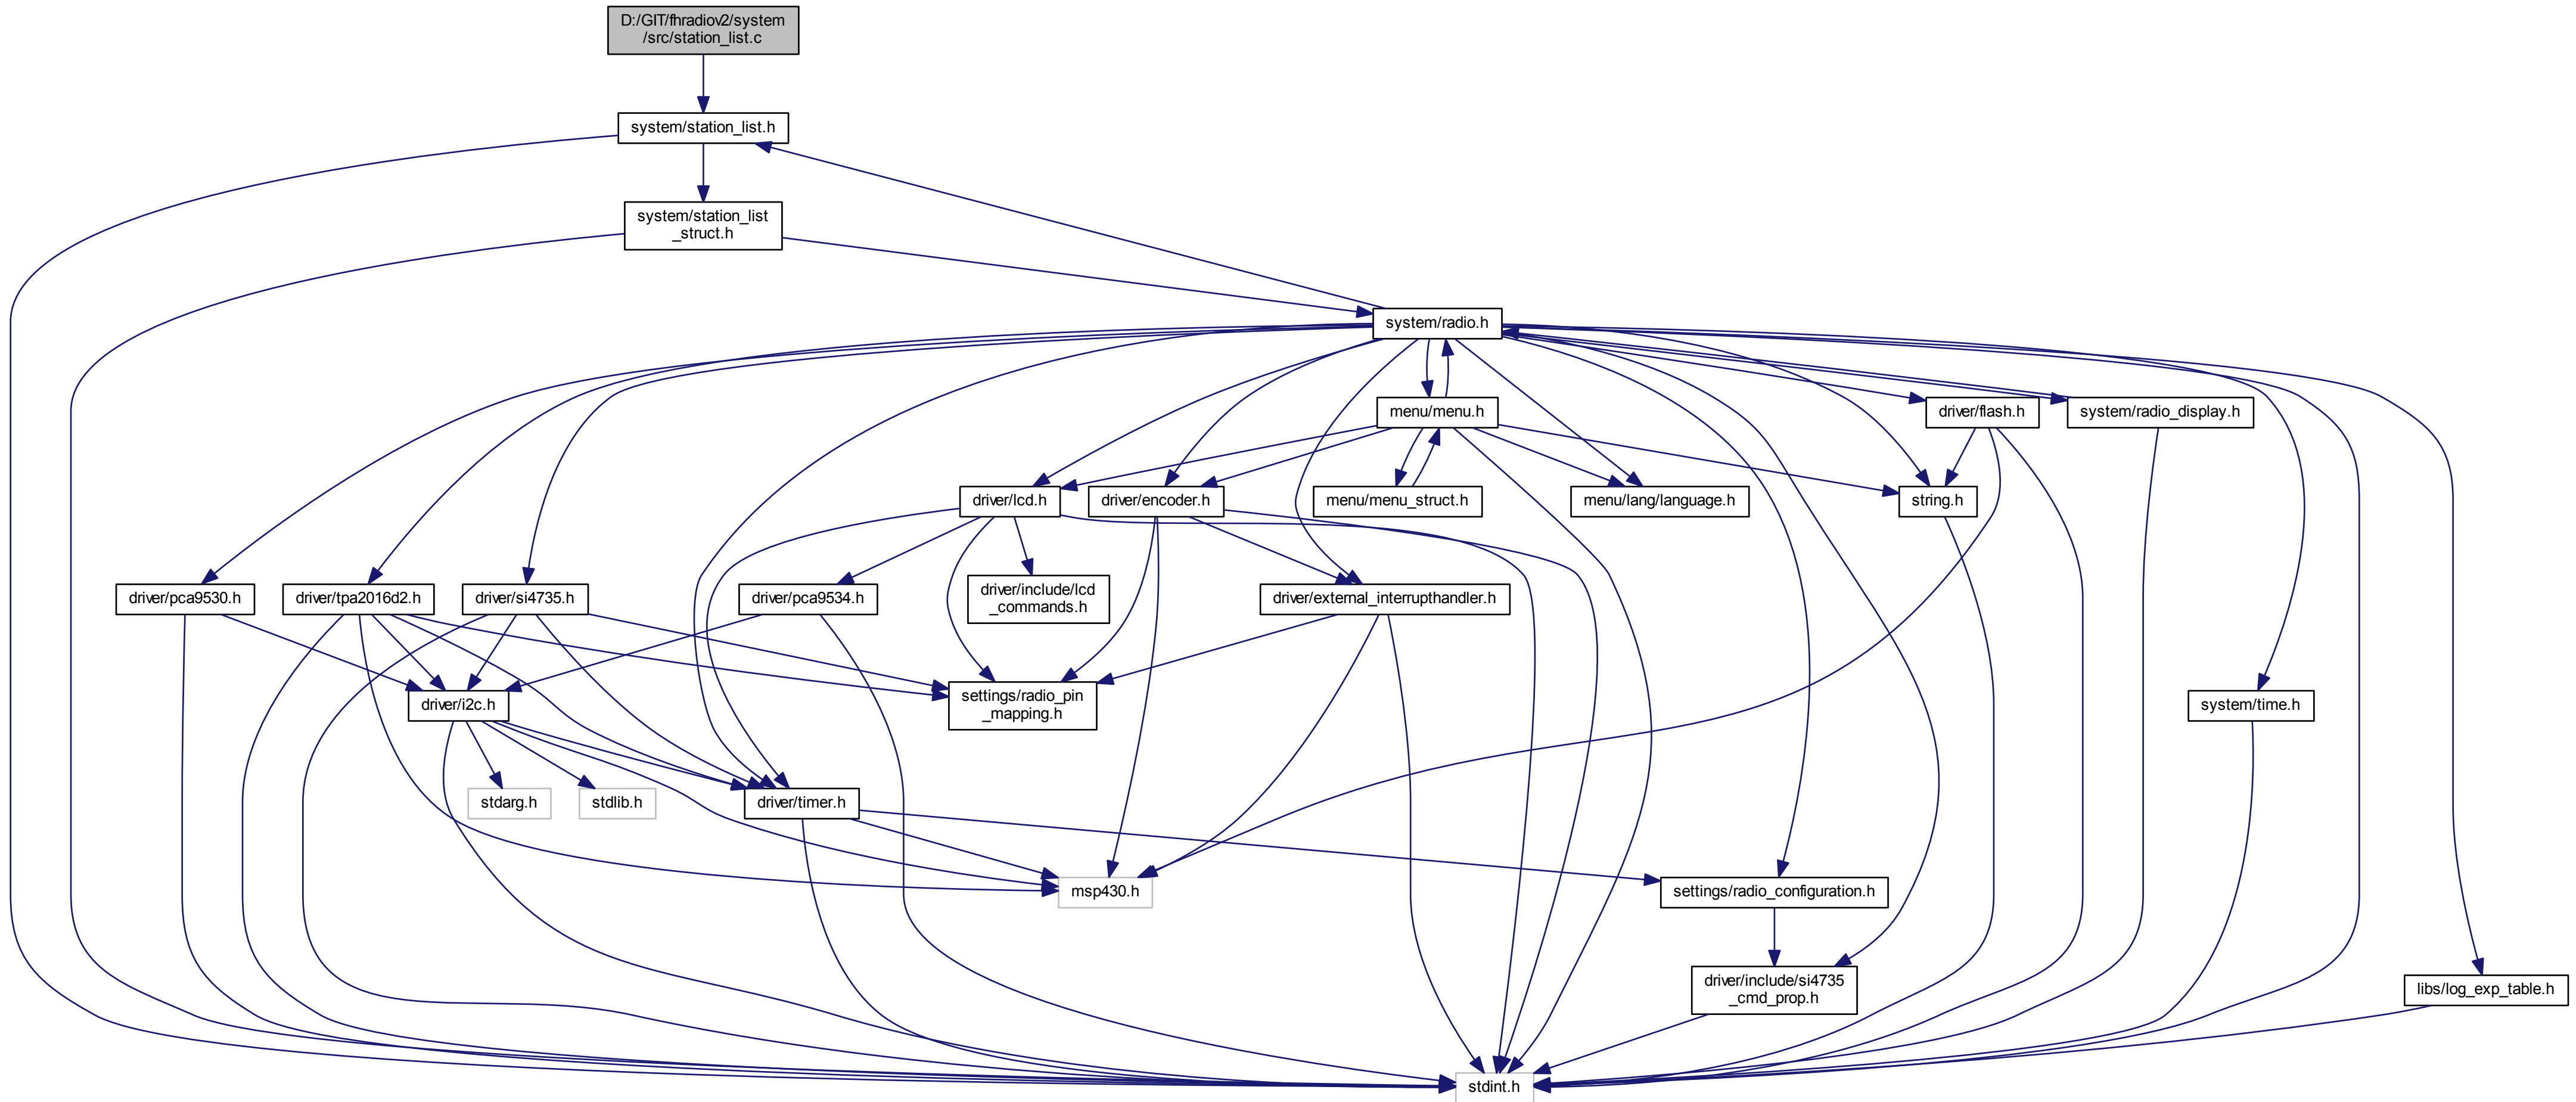 D:/GIT/fhradiov2/system
/src/station_list.c
system/station_list.h
system/station_list
_struct.h
system/radio.h
menu/menu.h
driver/flash.h
system/radio_display.h
driver/lcd.h
driver/encoder.h
menu/menu_struct.h
menu/lang/language.h
string.h
driver/pca9530.h
driver/tpa2016d2.h
driver/si4735.h
driver/pca9534.h
driver/include/lcd
_commands.h
driver/external_interrupthandler.h
driver/i2c.h
settings/radio_pin
_mapping.h
system/time.h
stdarg.h
stdlib.h
driver/timer.h
msp430.h
settings/radio_configuration.h
driver/include/si4735
_cmd_prop.h
libs/log_exp_table.h
stdint.h